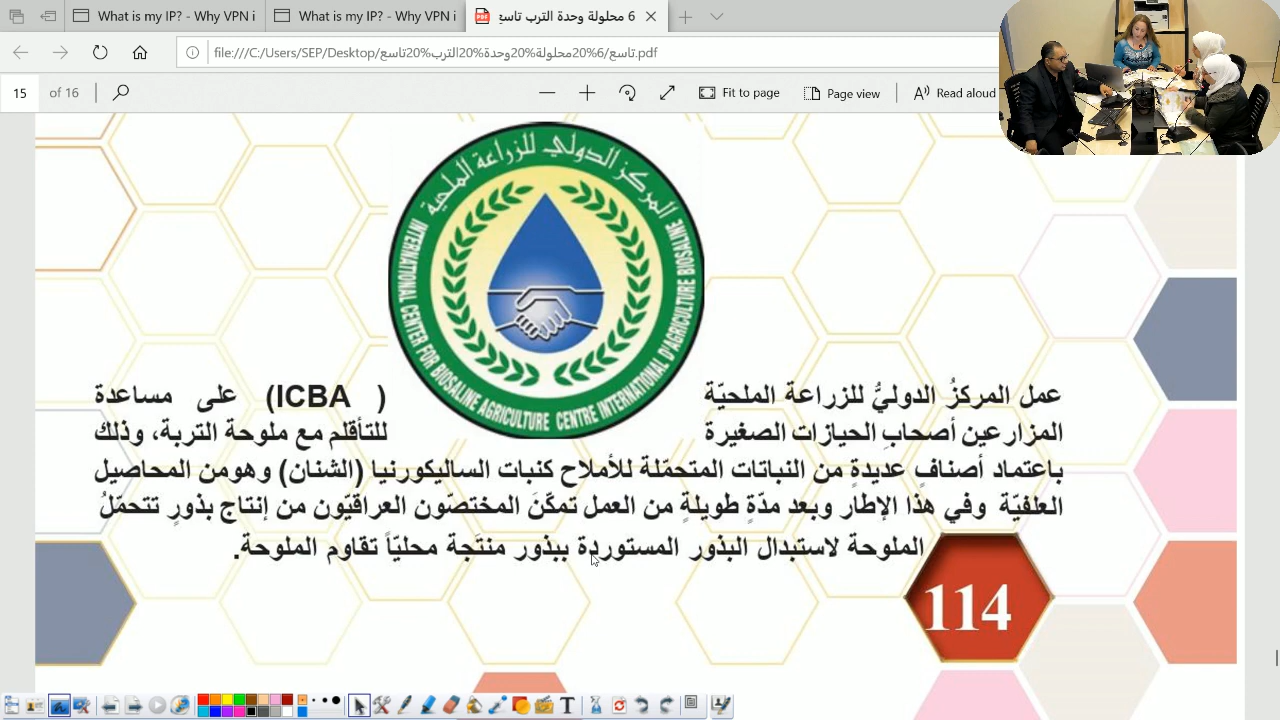 What is my IP? - Why VPN i
What is my IP? - Why VPN i
6 محلولة وحدة الترب تاسع
file:///C:/Users/SEP/Desktop/تاسع/6%20محلولة%20وحدة%20الترب%20تاسع.pdf
15 of 16
Fit to page
Page view
Read aloud
المركز الدولي للزراعة الملحية
INTERNATIONAL CENTER FOR BIOSALINE AGRICULTURE
CENTRE INTERNATIONAL D'AGRICULTURE BIOSALINE
عمل المركزُ الدوليُّ للزراعة الملحيّة ( ICBA) على مساعدة
المزارعين أصحابِ الحيازات الصغيرة للتأقلم مع ملوحة التربة، وذلك
باعتماد أصنافٍ عديدةٍ من النباتات المتحمّلة للأملاح كنبات الساليكورنيا (الشنان) وهومن المحاصيل
العلفيّة وفي هذا الإطار وبعد مدّةٍ طويلةٍ من العمل تمكّنَ المختصّون العراقيّون من إنتاج بذورٍ تتحمّلُ
الملوحة لاستبدال البذور المستوردة ببذور منتَجة محليّاً تقاوم الملوحة.
114